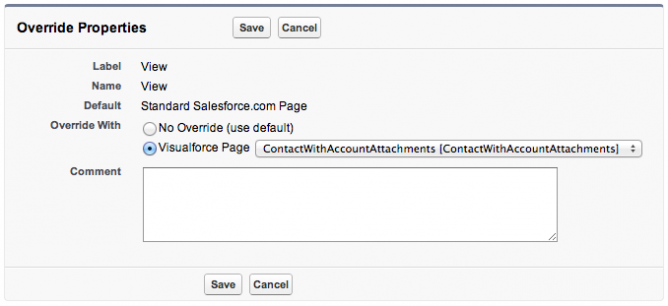 Override Properties Save Cancel
Label View
Name View
Default Standard Salesforce.com Page
Override With No Override (use default)
Visualforce Page ContactWithAccountAttachments [ContactWithAccountAttachments]
Comment
Save Cancel